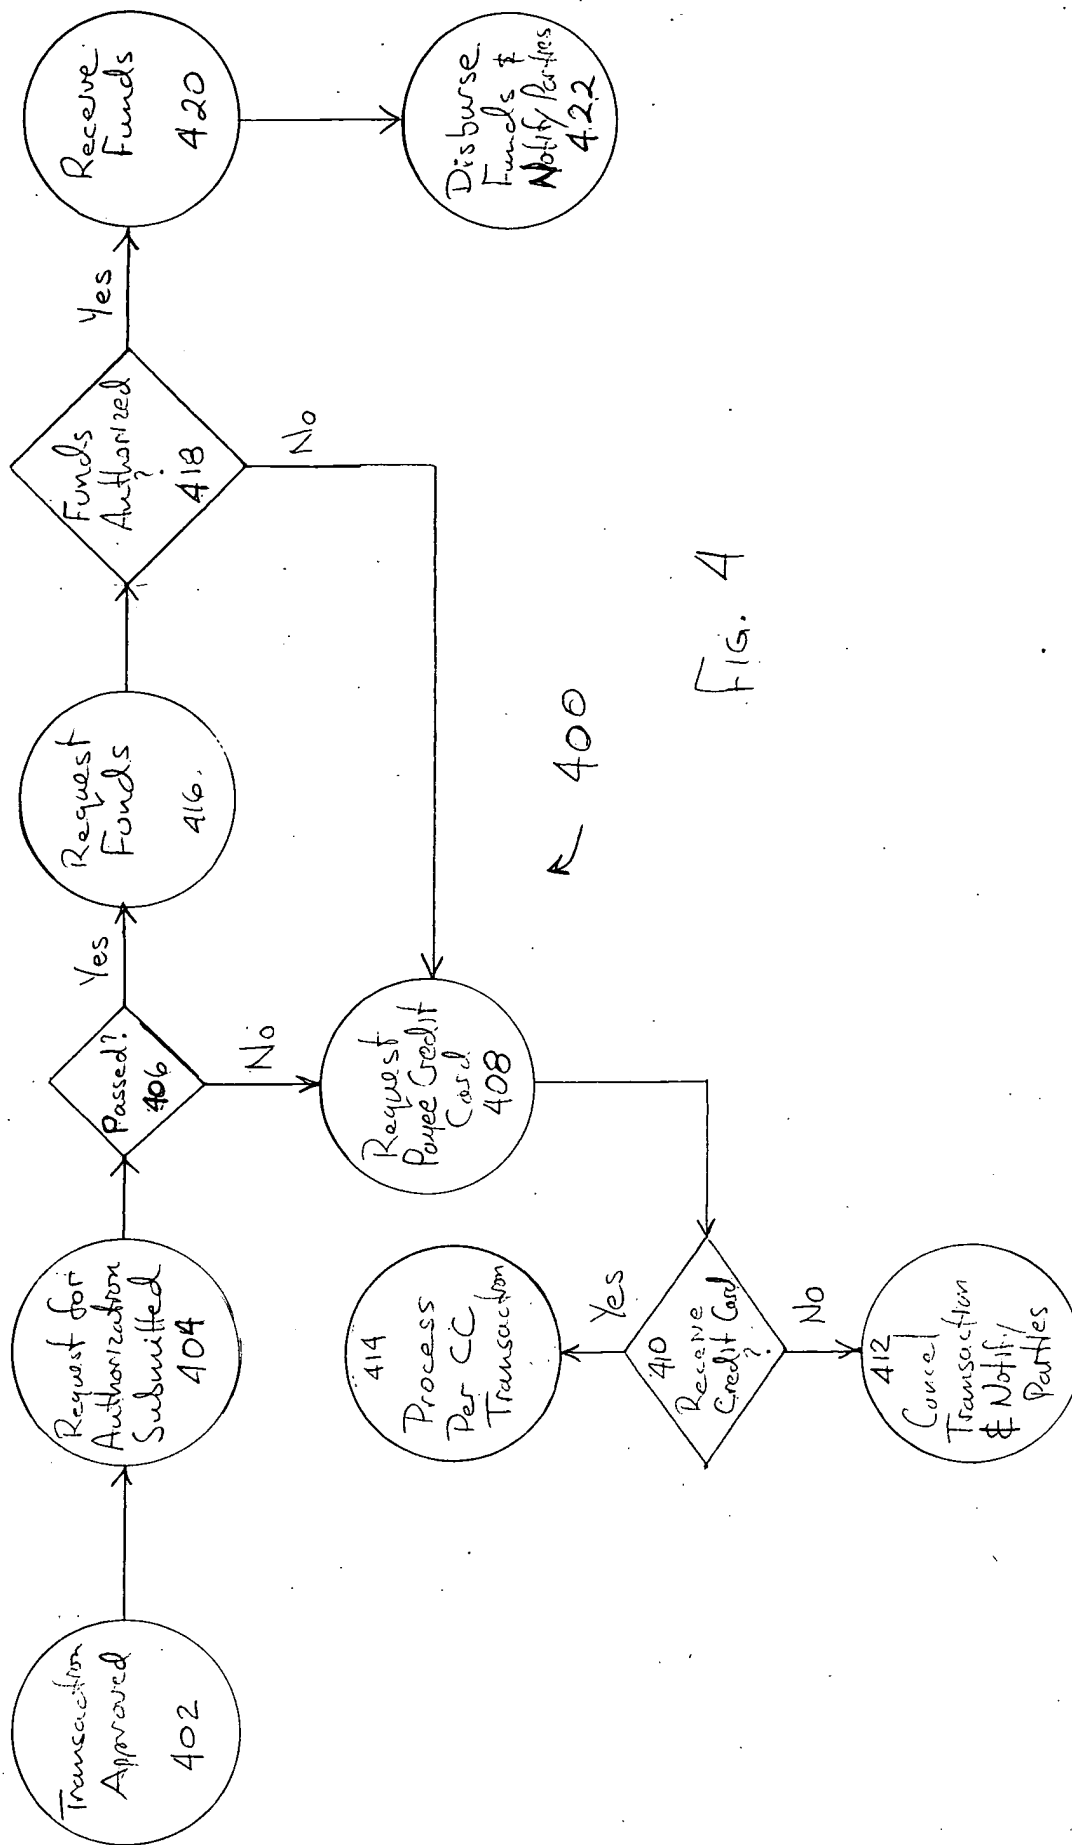 Transaction
Approved
402
Request for
Authorization
Submitted
404
Passed?
406
Yes
No
Request
Funds
416.
Funds
Authorized
?
418
Yes
No
Receive
Funds
420
Disburse
Funds &
Notify Parties
422
Request
Payee Credit
Card
408
Receive
Credit Card
?
410
Yes
No
414
Process
Per CC
Transaction
412
Cancel
Transaction
& Notify
Parties
400
FIG. 4